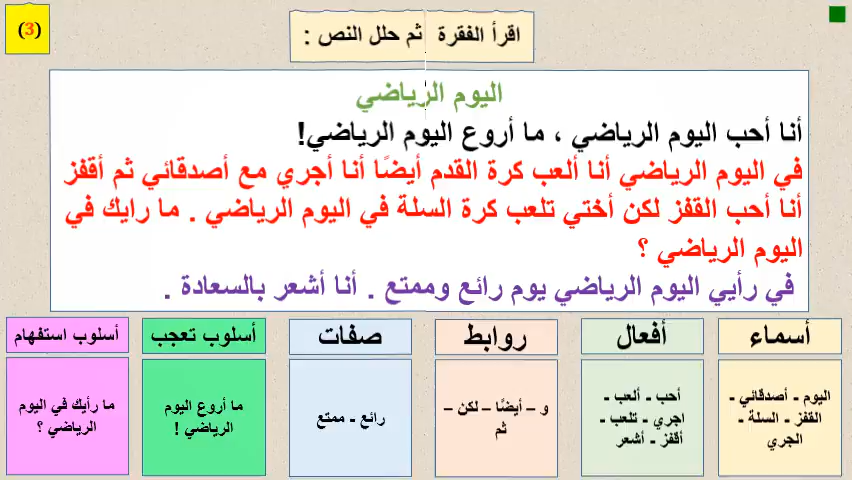 (3)
اقرأ الفقرة ثم حلل النص :
اليوم الرياضي
أنا أحب اليوم الرياضي ، ما أروع اليوم الرياضي!
في اليوم الرياضي أنا ألعب كرة القدم أيضًا أنا أجري مع أصدقائي ثم أقفز
أنا أحب القفز لكن أختي تلعب كرة السلة في اليوم الرياضي . ما رايك في
اليوم الرياضي ؟
في رأيي اليوم الرياضي يوم رائع وممتع . أنا أشعر بالسعادة .
أسماء
اليوم ـ أصدقائي ـ
القفز ـ السلة ـ
الجري
أفعال
أحب ـ ألعب ـ
اجري ـ تلعب ـ
أقفز ـ أشعر
روابط
و – أيضًا – لكن –
ثم
صفات
رائع ـ ممتع
أسلوب تعجب
ما أروع اليوم
الرياضي !
أسلوب استفهام
ما رأيك في اليوم
الرياضي ؟